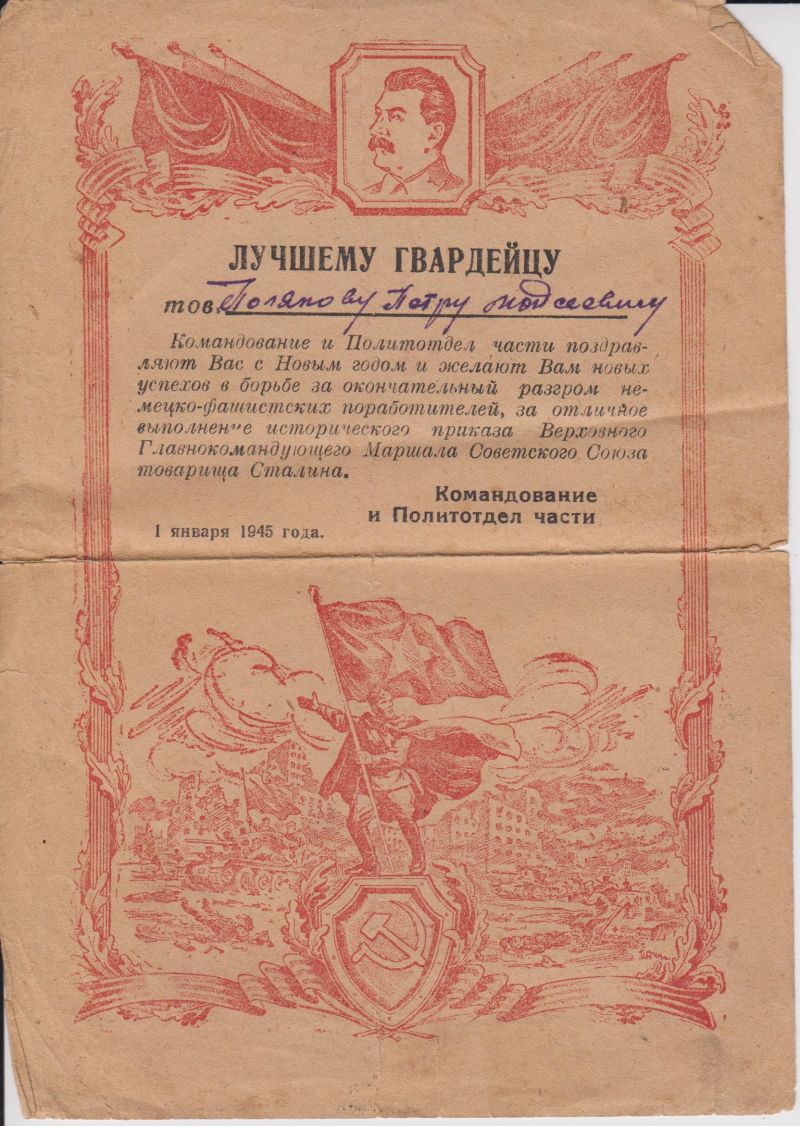 ЛУЧШЕМУ ГВАРДЕЙЦУ
тов. Полякову Петру Моисеевичу
Командование и Политотдел части поздрав-
ляют Вас с Новым годом и желают Вам новых
успехов в борьбе за окончательный разгром не-
мецко-фашистских поработителей, за отличное
выполнение исторического приказа Верховного
Главнокомандующего Маршала Советского Союза
товарища Сталина.
Командование
и Политотдел части
1 января 1945 года.